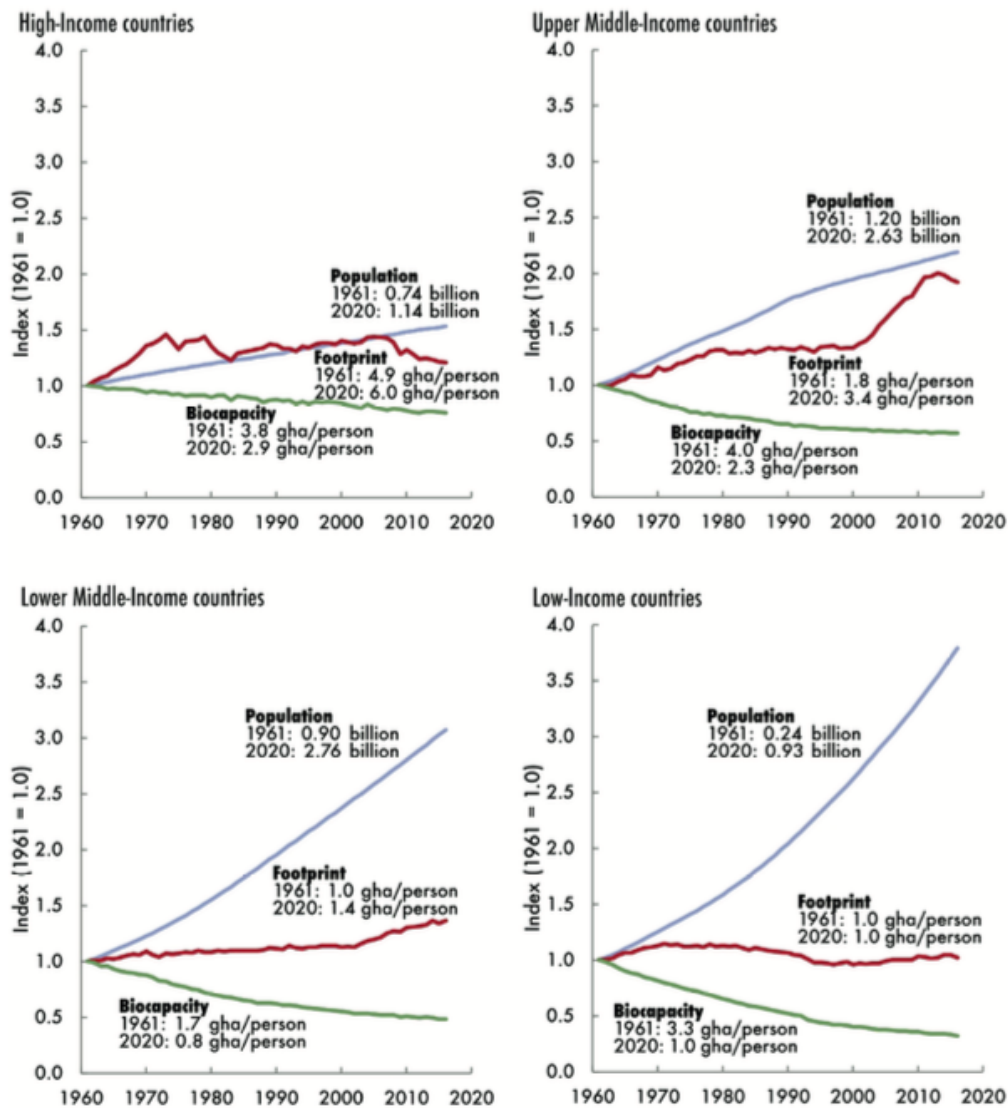 High-Income countries
4.0
3.5
3.0
2.5
2.0
1.5
1.0
0.5
0.0
Index (1961 = 1.0)
Population
1961: 0.74 billion
2020: 1.14 billion
Footprint
1961: 4.9 gha/person
2020: 6.0 gha/person
Biocapacity
1961: 3.8 gha/person
2020: 2.9 gha/person
1960 1970 1980 1990 2000 2010 2020
Upper Middle-Income countries
4.0
3.5
3.0
2.5
2.0
1.5
1.0
0.5
0.0
Index (1961 = 1.0)
Population
1961: 1.20 billion
2020: 2.63 billion
Footprint
1961: 1.8 gha/person
2020: 3.4 gha/person
Biocapacity
1961: 4.0 gha/person
2020: 2.3 gha/person
1960 1970 1980 1990 2000 2010 2020
Lower Middle-Income countries
4.0
3.5
3.0
2.5
2.0
1.5
1.0
0.5
0.0
Index (1961 = 1.0)
Population
1961: 0.90 billion
2020: 2.76 billion
Footprint
1961: 1.0 gha/person
2020: 1.4 gha/person
Biocapacity
1961: 1.7 gha/person
2020: 0.8 gha/person
1960 1970 1980 1990 2000 2010 2020
Low-Income countries
4.0
3.5
3.0
2.5
2.0
1.5
1.0
0.5
0.0
Index (1961 = 1.0)
Population
1961: 0.24 billion
2020: 0.93 billion
Footprint
1961: 1.0 gha/person
2020: 1.0 gha/person
Biocapacity
1961: 3.3 gha/person
2020: 1.0 gha/person
1960 1970 1980 1990 2000 2010 2020